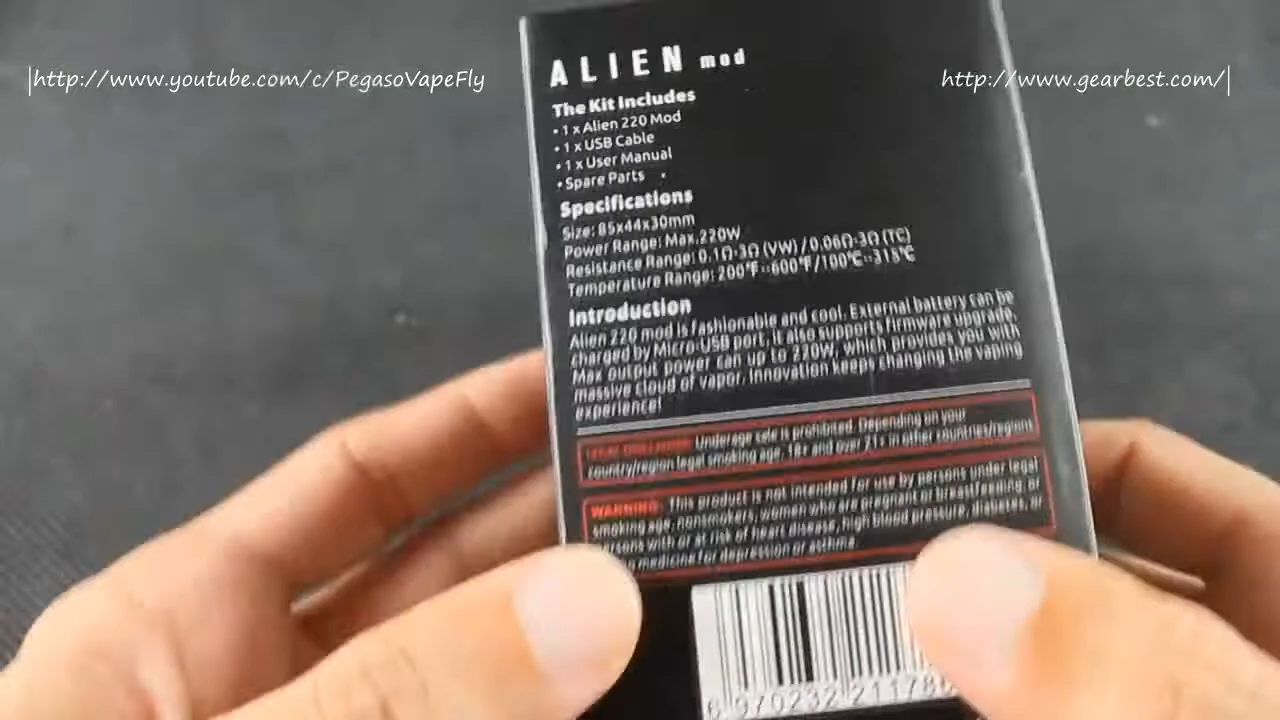 |http://www.youtube.com/c/PegasoVapeFly
http://www.gearbest.com/|
ALIEN mod
The Kit Includes
• 1 x Alien 220 Mod
• 1 x USB Cable
• 1 x User Manual
• Spare Parts
Specifications
Size: 85x44x30mm
Power Range: Max.220W
Resistance Range: 0.1Ω-3Ω (VW) / 0.06Ω-3Ω (TC)
Temperature Range: 200℉--600℉/100℃--315℃
Introduction
Alien 220 mod is fashionable and cool. External battery can be
charged by Micro-USB port. It also supports firmware upgrade.
Max output power can up to 220W, which provides you with
massive cloud of vapor. Innovation keep changing the vaping
experience!
Underage sale is prohibited. Depending on your
country/region legal smoking age, 18+ and over 21+ in other countries/regions
WARNING: This product is not intended for use by persons under legal
smoking age, nonsmokers, women who are pregnant or breastfeeding, or
persons with or at risk of heart disease, high blood pressure, diabetes or
medicine for depression or asthma
6 970232 21178